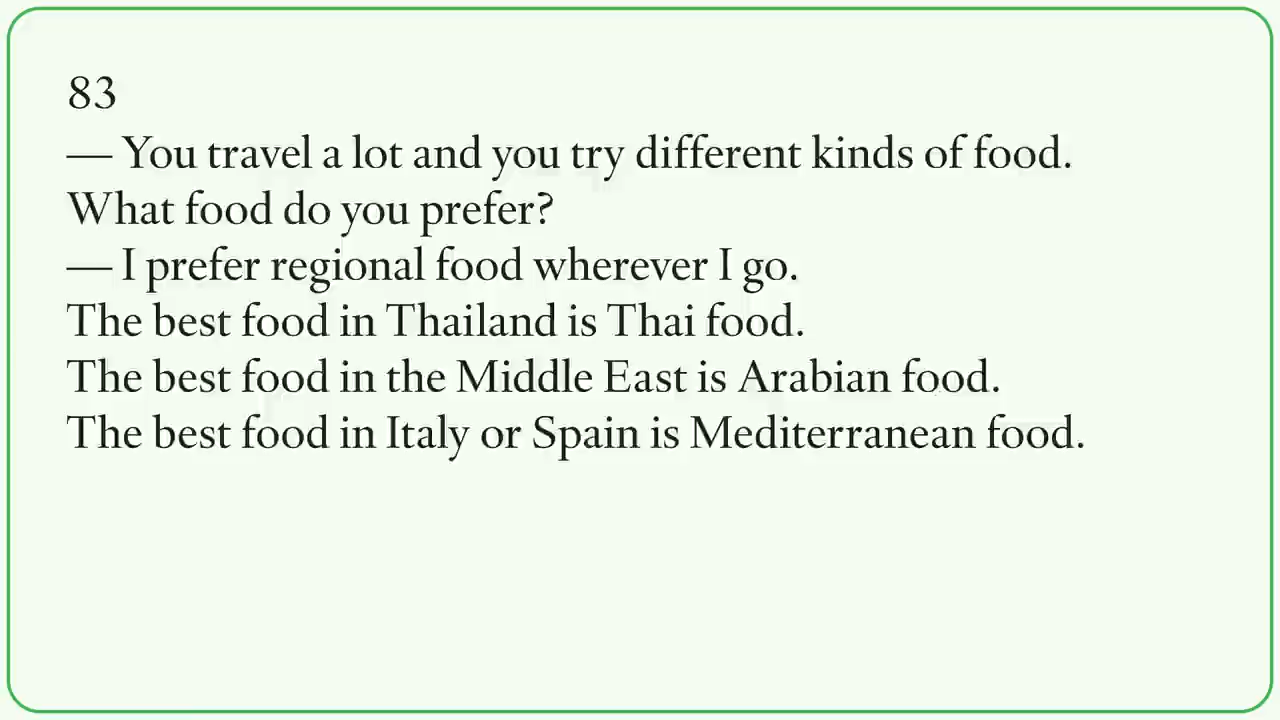 83
— You travel a lot and you try different kinds of food.
What food do you prefer?
— I prefer regional food wherever I go.
The best food in Thailand is Thai food.
The best food in the Middle East is Arabian food.
The best food in Italy or Spain is Mediterranean food.